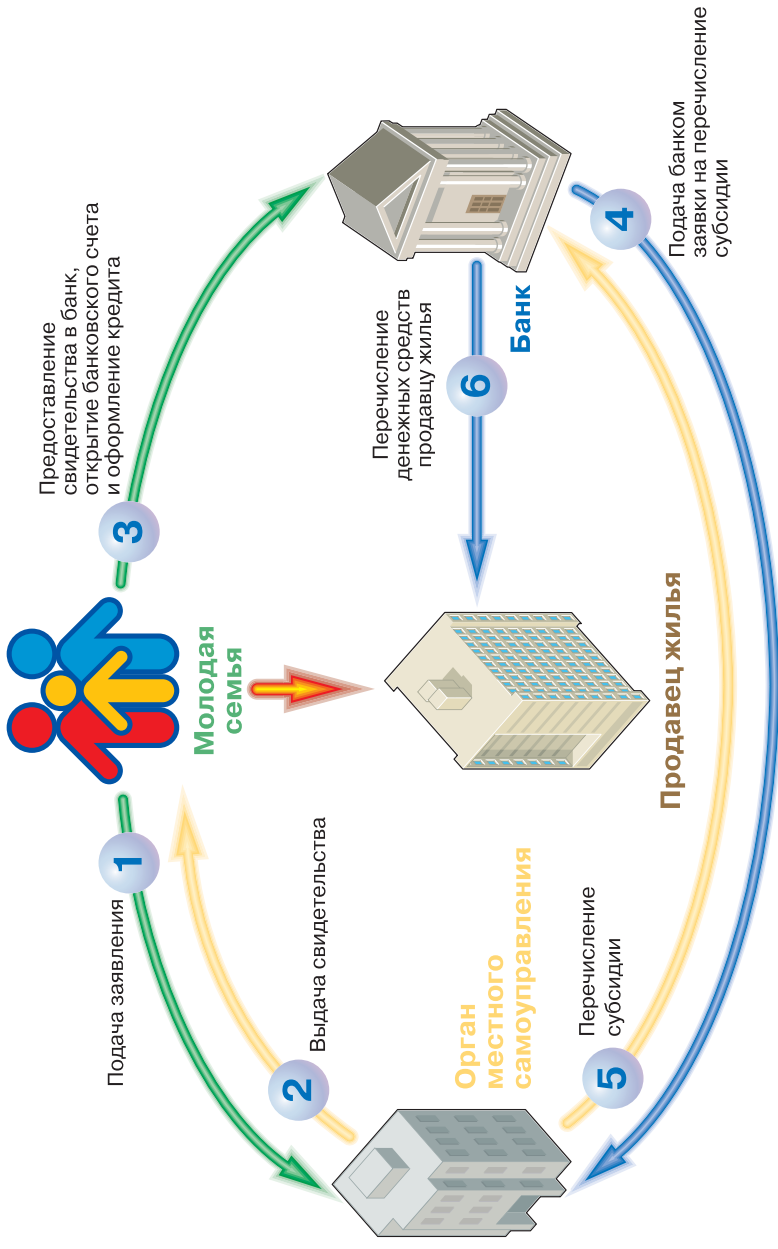 1
Подача заявления
2
Выдача свидетельства
Молодая
семья
3
Предоставление
свидетельства в банк,
открытие банковского счета
и оформление кредита
Орган
местного
самоуправления
Продавец жилья
6
Перечисление
денежных средств
продавцу жилья
Банк
5
Перечисление
субсидии
4
Подача банком
заявки на перечисление
субсидии